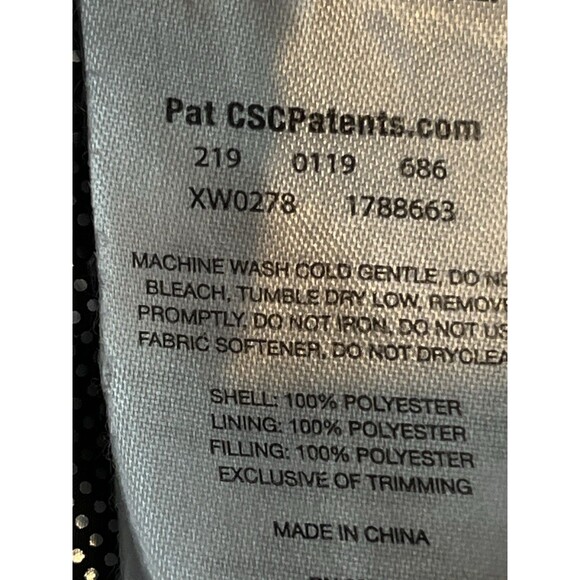 Pat CSCPatents.com
219 0119 686
XW0278 1788663
MACHINE WASH COLD GENTLE, DO NO
BLEACH, TUMBLE DRY LOW, REMOVE
PROMPTLY, DO NOT IRON, DO NOT US
FABRIC SOFTENER, DO NOT DRYCLEA
SHELL: 100% POLYESTER
LINING: 100% POLYESTER
FILLING: 100% POLYESTER
EXCLUSIVE OF TRIMMING
MADE IN CHINA